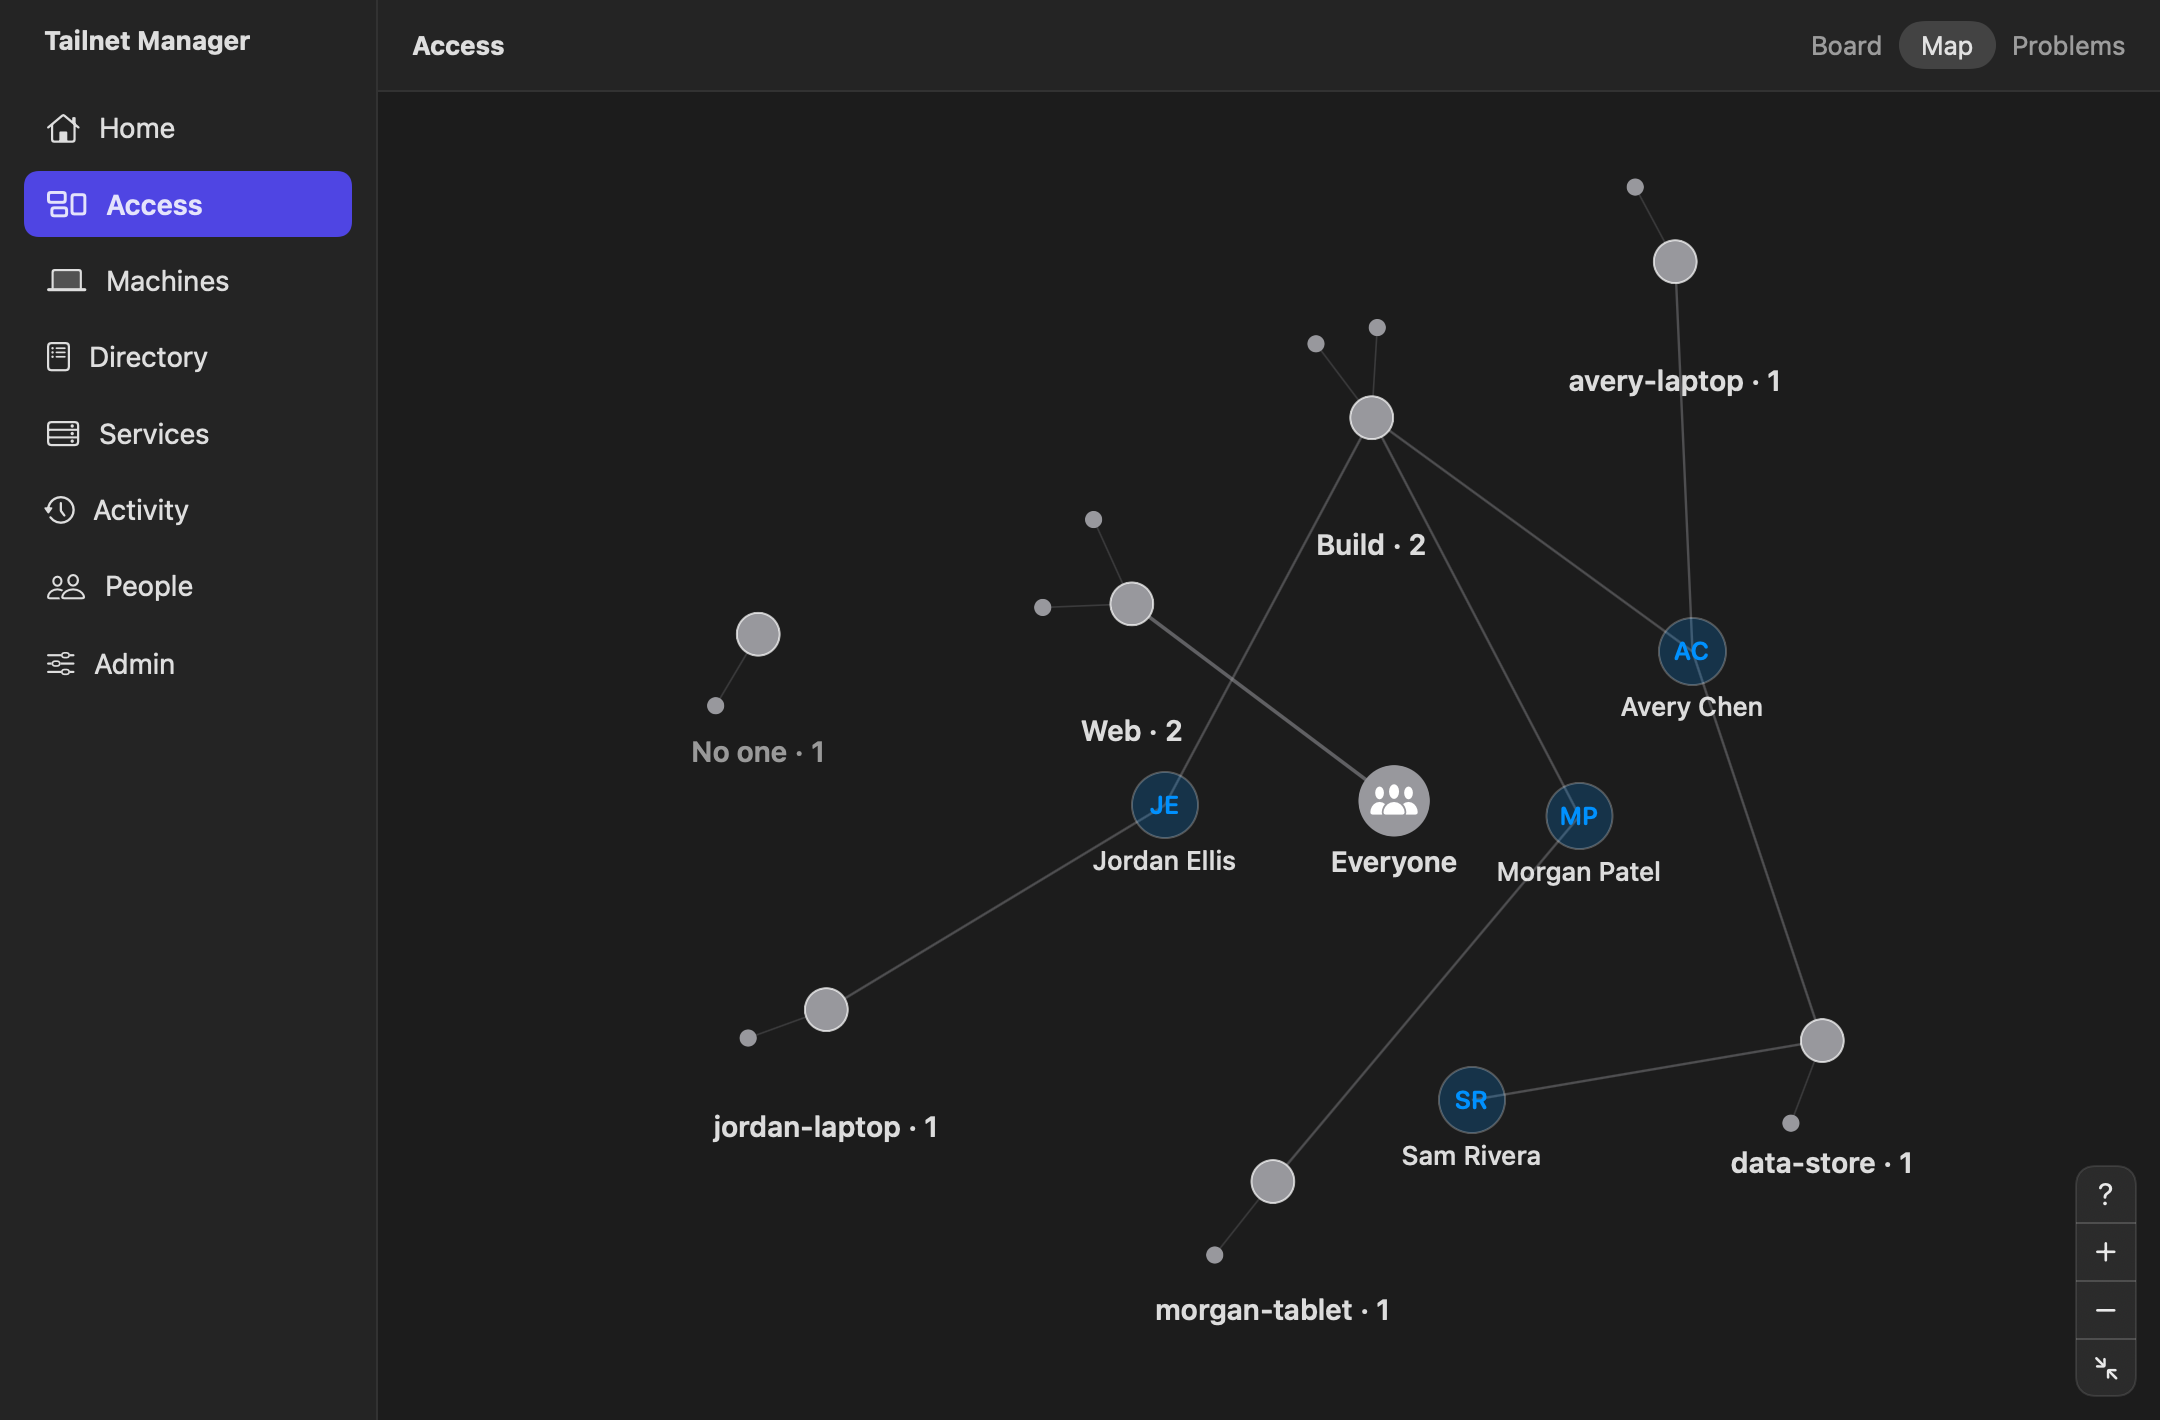 Tailnet Manager
Home
Access
Machines
Directory
Services
Activity
People
Admin
Access
Board
Map
Problems
avery-laptop · 1
Build · 2
AC
Avery Chen
Web · 2
No one · 1
JE
Jordan Ellis
Everyone
MP
Morgan Patel
jordan-laptop · 1
SR
Sam Rivera
data-store · 1
morgan-tablet · 1
?
+
−